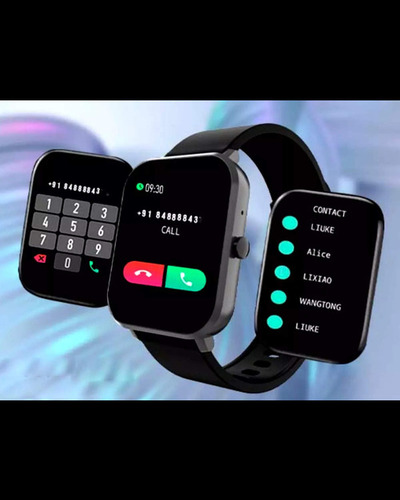 +91 84888843
1 2 3
4 5 6
7 8 9
0
09:30
+91 84888843
CALL
CONTACT
LIUKE
Alice
LIXIAO
WANGTONG
LIUKE